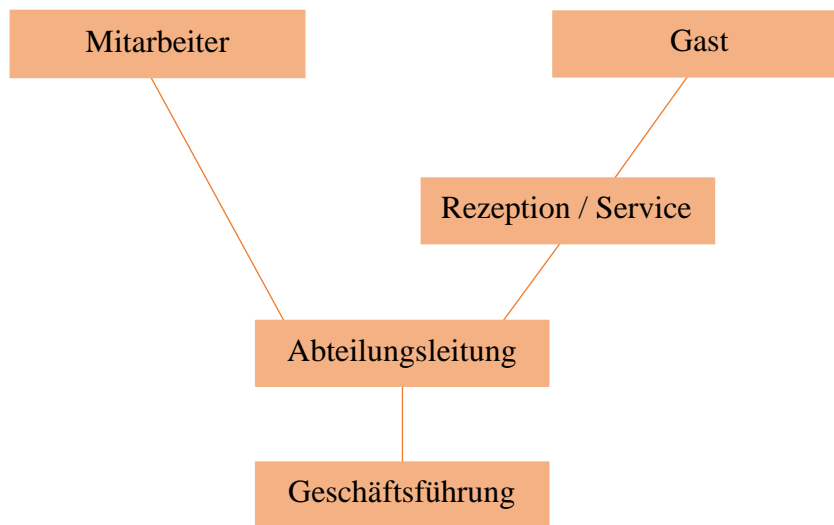 Mitarbeiter
Gast
Rezeption / Service
Abteilungsleitung
Geschäftsführung